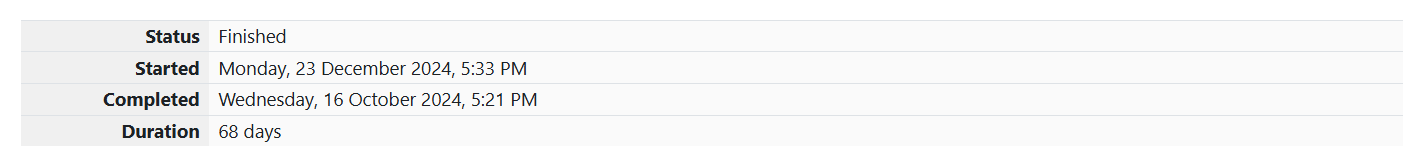 Status Finished
Started Monday, 23 December 2024, 5:33 PM
Completed Wednesday, 16 October 2024, 5:21 PM
Duration 68 days